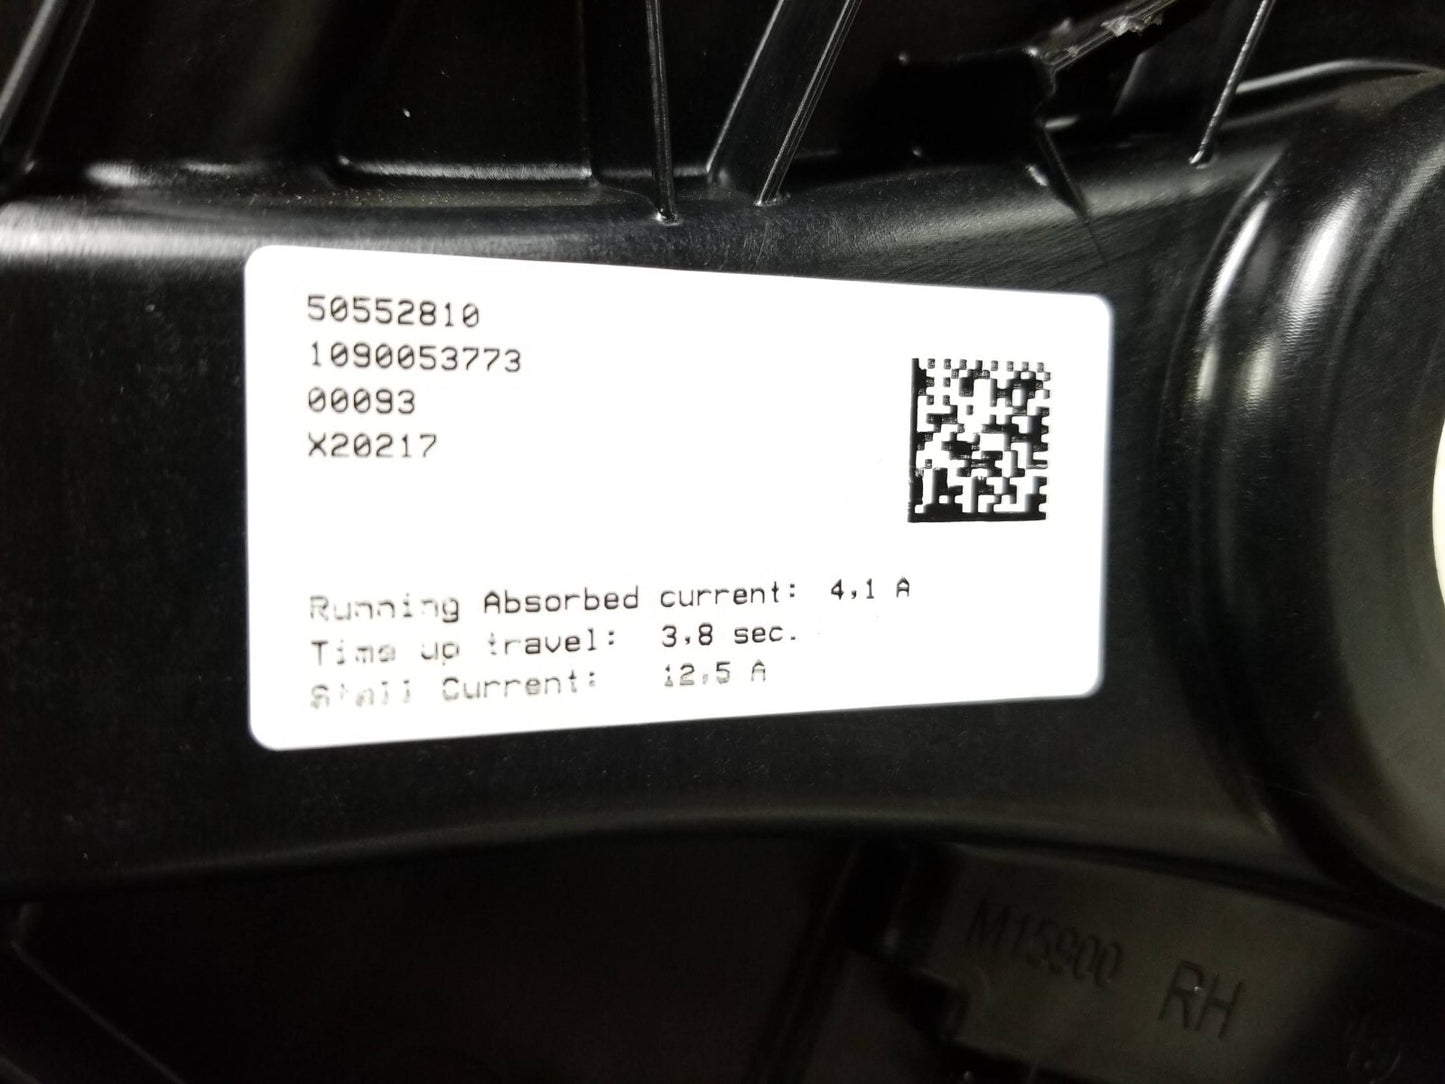 50552810
1090053773
00093
X20217
Running Absorbed current: 4,1 A
Time up travel: 3,8 sec.
Stall Current: 12,5 A
M15900 RH